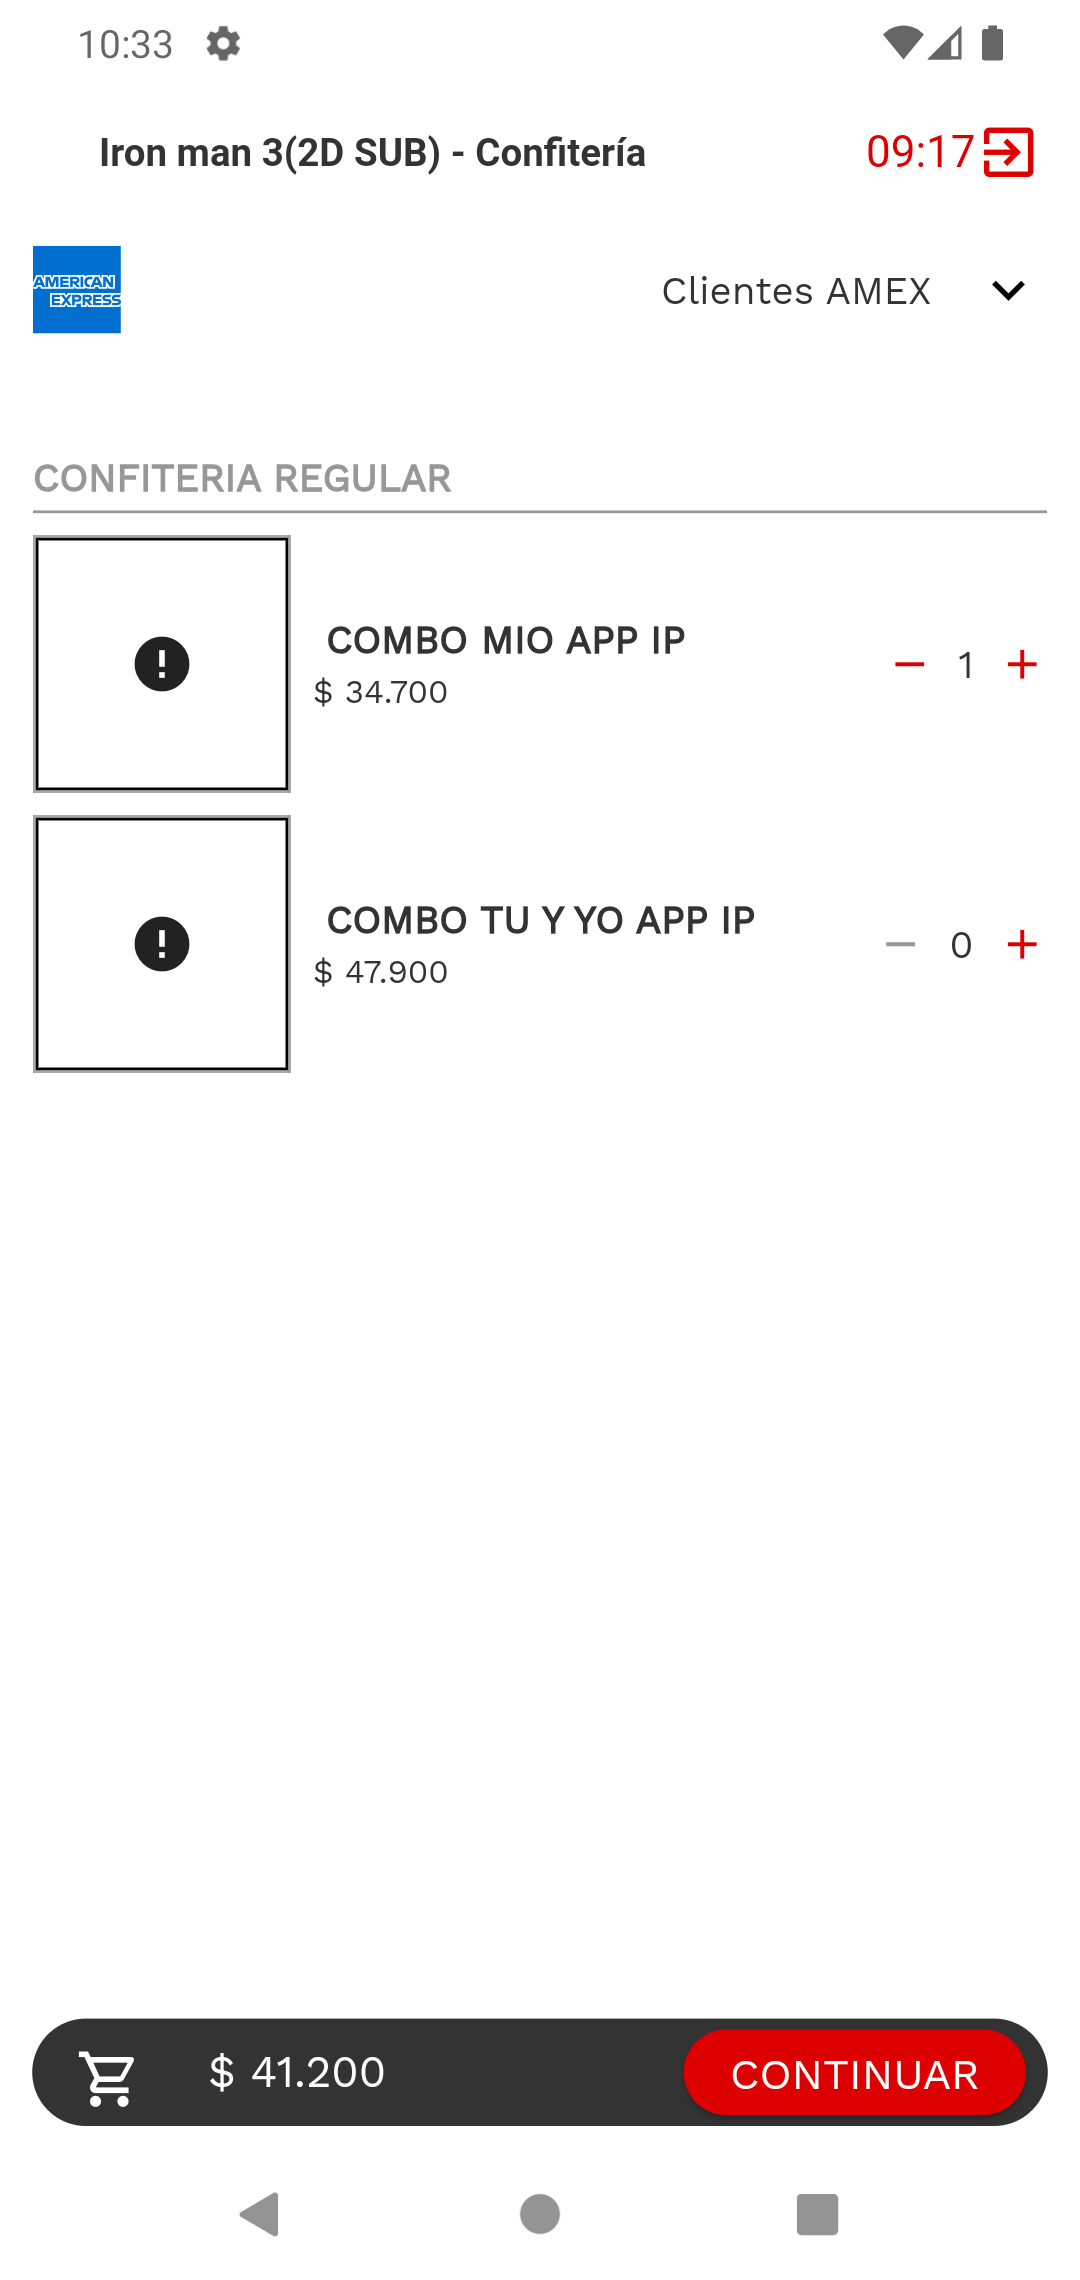 10:33
Iron man 3(2D SUB) - Confitería
09:17
AMERICAN
EXPRESS
Clientes AMEX
CONFITERIA REGULAR
COMBO MIO APP IP
$ 34.700
1
COMBO TU Y YO APP IP
$ 47.900
0
$ 41.200
CONTINUAR